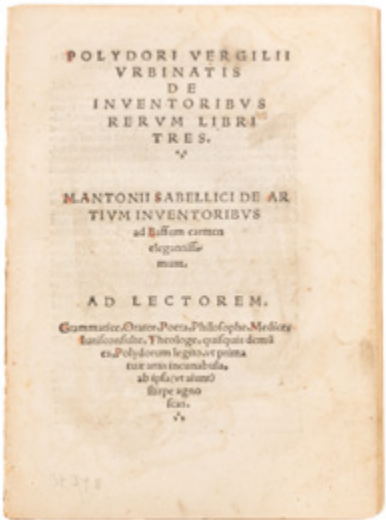 POLYDORI VERGILII
VRBINATIS
DE
INVENTORIBVS
RERVM LIBRI
TRES.
M.ANTONII SABELLICI DE AR
TIVM INVENTORIBVS
ad Baffum carmen
elegantiſſi-
mum.
AD LECTOREM.
Grammatice, Orator, Poeta, Philoſophe, Medice,
Iuriſconſulte, Theologe, quiſquis demũ
es, Polydorum legito, vt prima
tuæ artis incunabula,
ab ipſa (vt aiunt)
ſtirpe agno
ſcas.